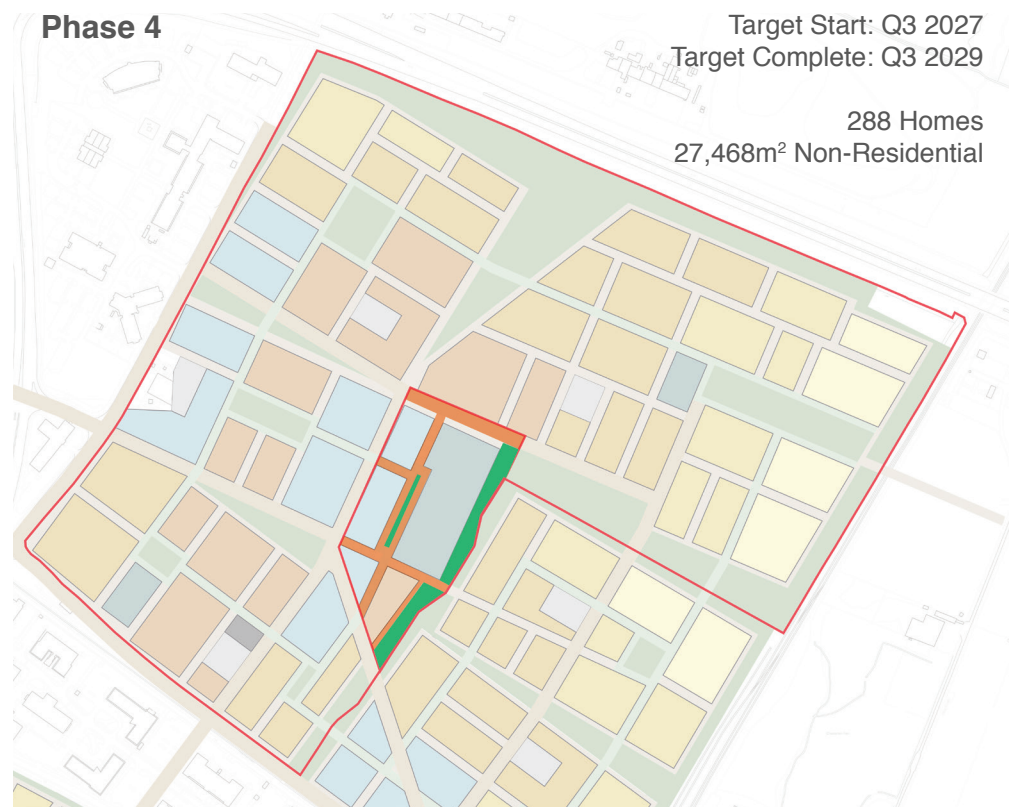 Phase 4
Target Start: Q3 2027
Target Complete: Q3 2029
288 Homes
27,468m² Non-Residential